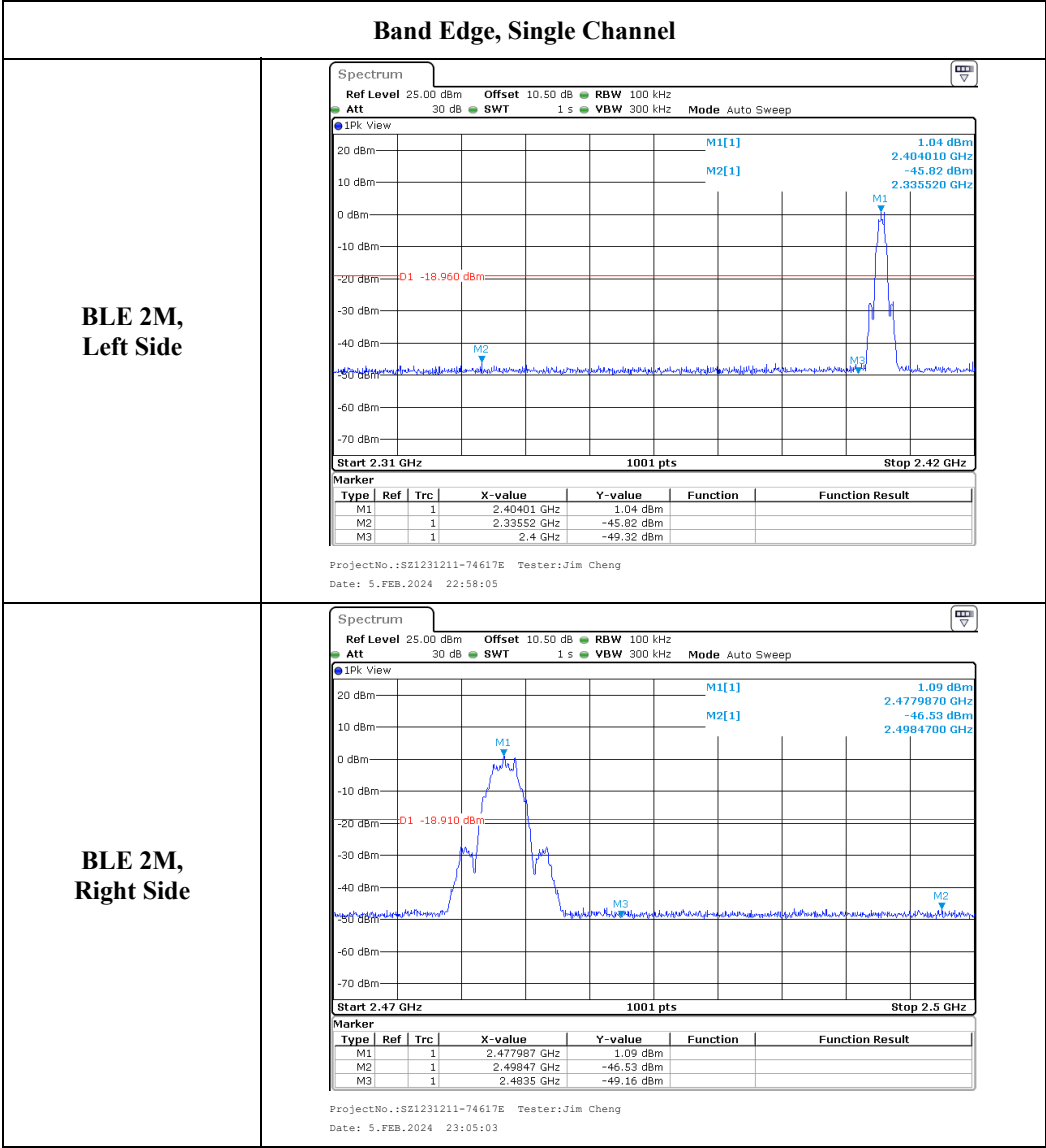 Band Edge, Single Channel
BLE 2M,
Left Side
Spectrum
Ref Level 25.00 dBm Offset 10.50 dB RBW 100 kHz
Att 30 dB SWT 1 s VBW 300 kHz Mode Auto Sweep
1Pk View
M1[1] 1.04 dBm
2.404010 GHz
M2[1] -45.82 dBm
2.335520 GHz
20 dBm
10 dBm
M1
0 dBm
-10 dBm
-20 dBm D1 -18.960 dBm
-30 dBm
-40 dBm
M2
M3
-50 dBm
-60 dBm
-70 dBm
Start 2.31 GHz 1001 pts Stop 2.42 GHz
Marker
Type Ref Trc X-value Y-value Function Function Result
M1 1 2.40401 GHz 1.04 dBm
M2 1 2.33552 GHz -45.82 dBm
M3 1 2.4 GHz -49.32 dBm
ProjectNo.:SZ1231211-74617E Tester:Jim Cheng
Date: 5.FEB.2024 22:58:05
BLE 2M,
Right Side
Spectrum
Ref Level 25.00 dBm Offset 10.50 dB RBW 100 kHz
Att 30 dB SWT 1 s VBW 300 kHz Mode Auto Sweep
1Pk View
M1[1] 1.09 dBm
2.4779870 GHz
M2[1] -46.53 dBm
2.4984700 GHz
20 dBm
10 dBm
M1
0 dBm
-10 dBm
-20 dBm D1 -18.910 dBm
-30 dBm
-40 dBm
M3 M2
-50 dBm
-60 dBm
-70 dBm
Start 2.47 GHz 1001 pts Stop 2.5 GHz
Marker
Type Ref Trc X-value Y-value Function Function Result
M1 1 2.477987 GHz 1.09 dBm
M2 1 2.49847 GHz -46.53 dBm
M3 1 2.4835 GHz -49.16 dBm
ProjectNo.:SZ1231211-74617E Tester:Jim Cheng
Date: 5.FEB.2024 23:05:03